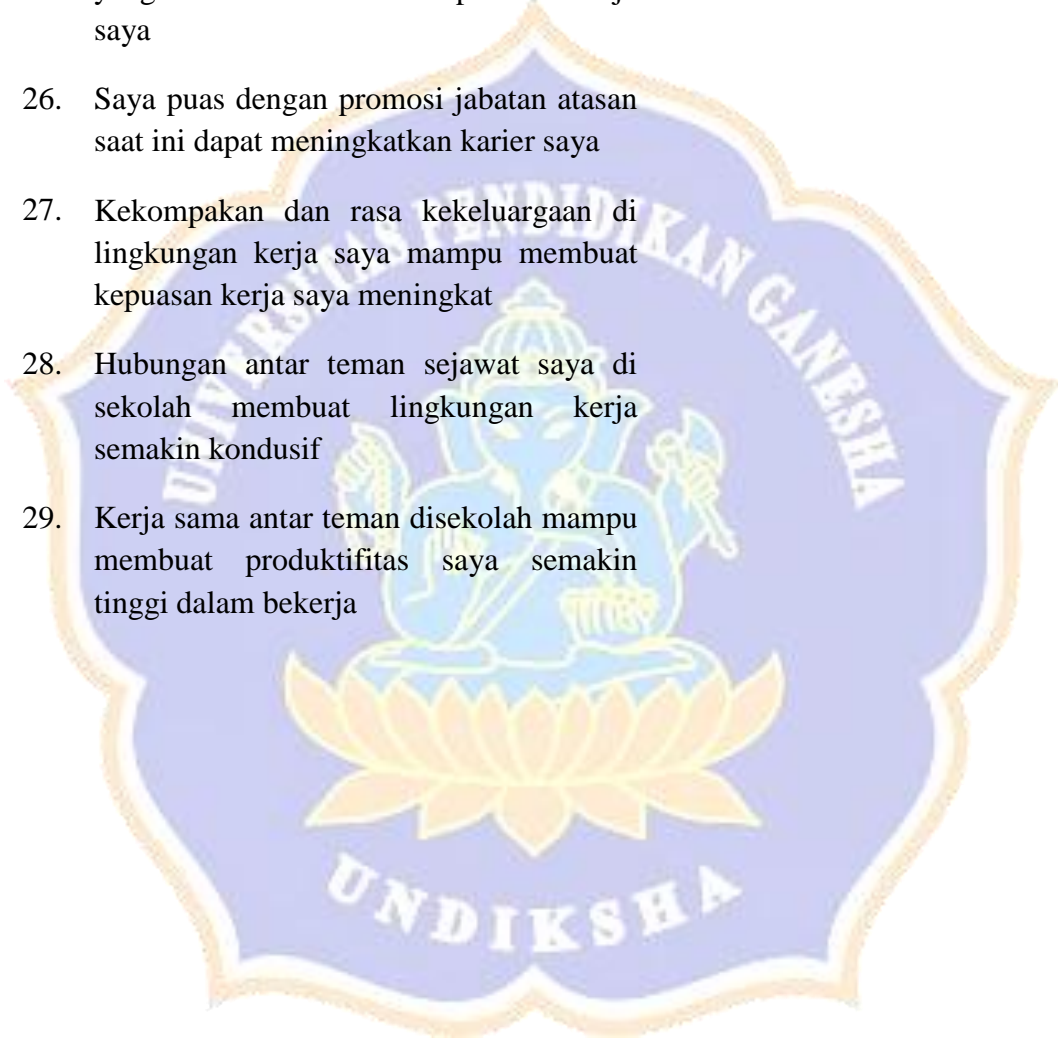 saya
26. Saya puas dengan promosi jabatan atasan
saat ini dapat meningkatkan karier saya
27. Kekompakan dan rasa kekeluargaan di
lingkungan kerja saya mampu membuat
kepuasan kerja saya meningkat
28. Hubungan antar teman sejawat saya di
sekolah membuat lingkungan kerja
semakin kondusif
29. Kerja sama antar teman disekolah mampu
membuat produktifitas saya semakin
tinggi dalam bekerja
UNIVERSITAS PENDIDIKAN GANESHA
UNDIKSHA